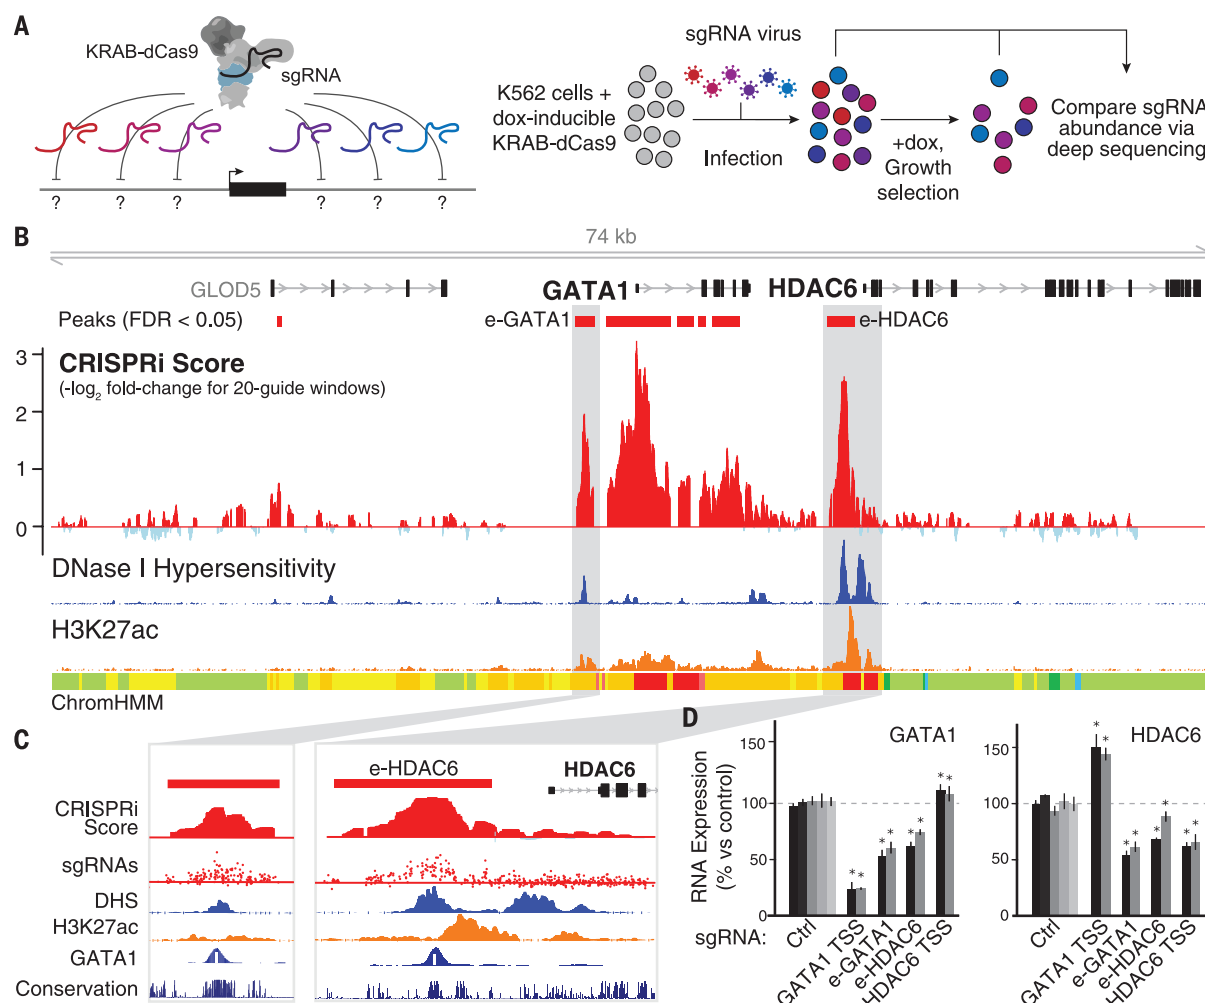 A
KRAB-dCas9
sgRNA
? ? ? ? ? ?
sgRNA virus
K562 cells +
dox-inducible
KRAB-dCas9
Infection
+dox,
Growth
selection
Compare sgRNA
abundance via
deep sequencing
B
74 kb
GLOD5
GATA1
HDAC6
Peaks (FDR < 0.05)
e-GATA1
e-HDAC6
CRISPRi Score
(-log2 fold-change for 20-guide windows)
3
2
1
0
DNase I Hypersensitivity
H3K27ac
ChromHMM
C
e-HDAC6
HDAC6
CRISPRi
Score
sgRNAs
DHS
H3K27ac
GATA1
Conservation
D
GATA1
RNA Expression
(% vs control)
150
100
50
0
* * * * * * * *
sgRNA:
Ctrl
GATA1 TSS
e-GATA1
e-HDAC6
HDAC6 TSS
HDAC6
150
100
50
0
* * * * * * * *
Ctrl
GATA1 TSS
e-GATA1
e-HDAC6
HDAC6 TSS